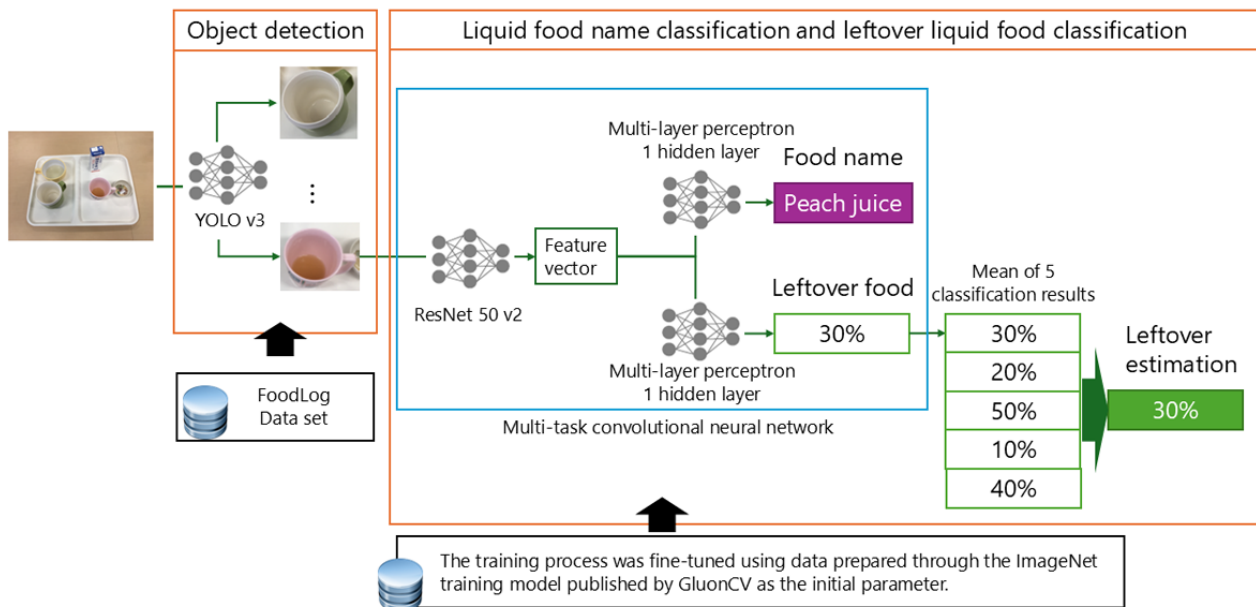 Object detection
Liquid food name classification and leftover liquid food classification
YOLO v3
...
ResNet 50 v2
Feature
vector
Multi-layer perceptron
1 hidden layer
Food name
Peach juice
Leftover food
30%
Multi-layer perceptron
1 hidden layer
Multi-task convolutional neural network
Mean of 5
classification results
30%
20%
50%
10%
40%
Leftover
estimation
30%
FoodLog
Data set
The training process was fine-tuned using data prepared through the ImageNet
training model published by GluonCV as the initial parameter.